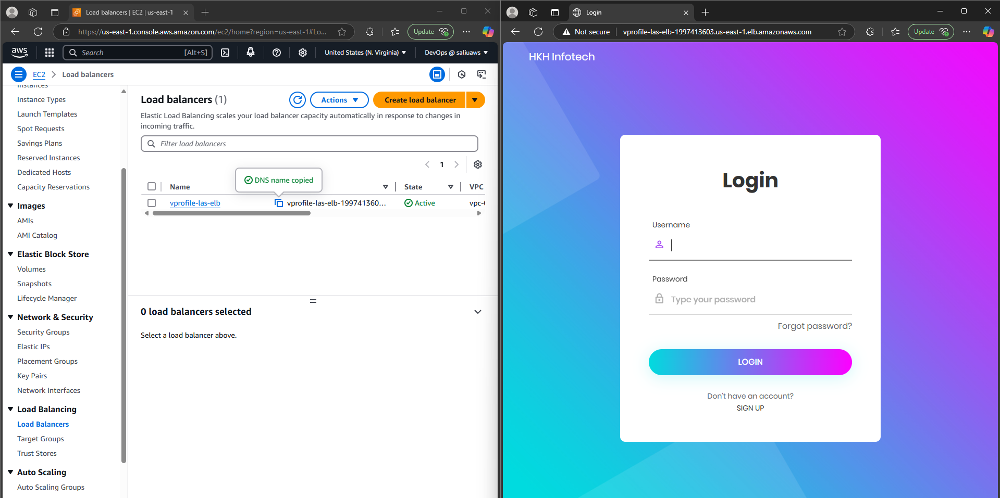 Load balancers | EC2 | us-east-1
https://us-east-1.console.aws.amazon.com/ec2/home?region=us-east-1#Lo...
Update
aws
Search
[Alt+S]
United States (N. Virginia)
DevOps @ saliuaws
EC2
Load balancers
Instances
Instance Types
Launch Templates
Spot Requests
Savings Plans
Reserved Instances
Dedicated Hosts
Capacity Reservations
Images
AMIs
AMI Catalog
Elastic Block Store
Volumes
Snapshots
Lifecycle Manager
Network & Security
Security Groups
Elastic IPs
Placement Groups
Key Pairs
Network Interfaces
Load Balancing
Load Balancers
Target Groups
Trust Stores
Auto Scaling
Auto Scaling Groups
Load balancers (1)
Actions
Create load balancer
Elastic Load Balancing scales your load balancer capacity automatically in response to changes in
incoming traffic.
Filter load balancers
1
DNS name copied
Name
State
VPC
vprofile-las-elb
vprofile-las-elb-199741360...
Active
vpc-0
0 load balancers selected
Select a load balancer above.
Login
Not secure
vprofile-las-elb-1997413603.us-east-1.elb.amazonaws.com
Update
HKH Infotech
Login
Username
Password
Type your password
Forgot password?
LOGIN
Don't have an account?
SIGN UP